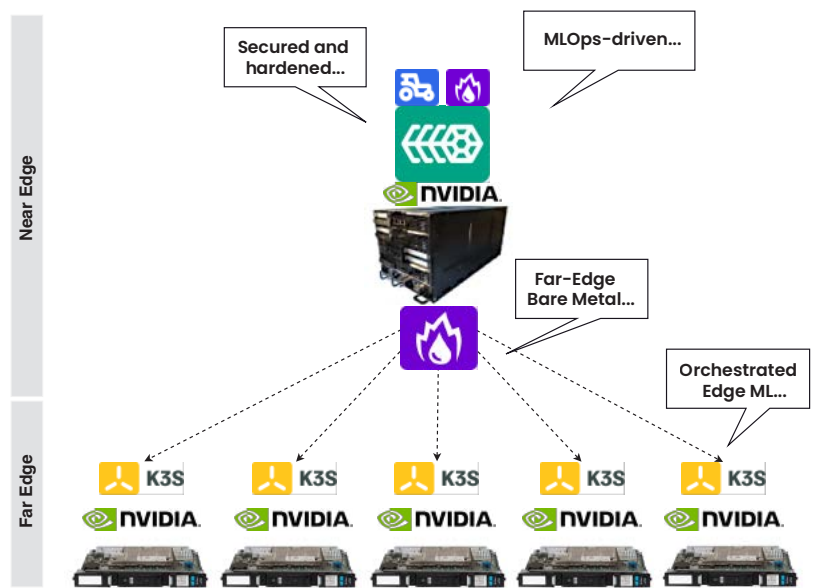 Secured and
hardened...
MLOps-driven...
Near Edge
NVIDIA.
Far-Edge
Bare Metal...
Orchestrated
Edge ML...
Far Edge
K3S
K3S
K3S
K3S
K3S
NVIDIA.
NVIDIA.
NVIDIA.
NVIDIA.
NVIDIA.